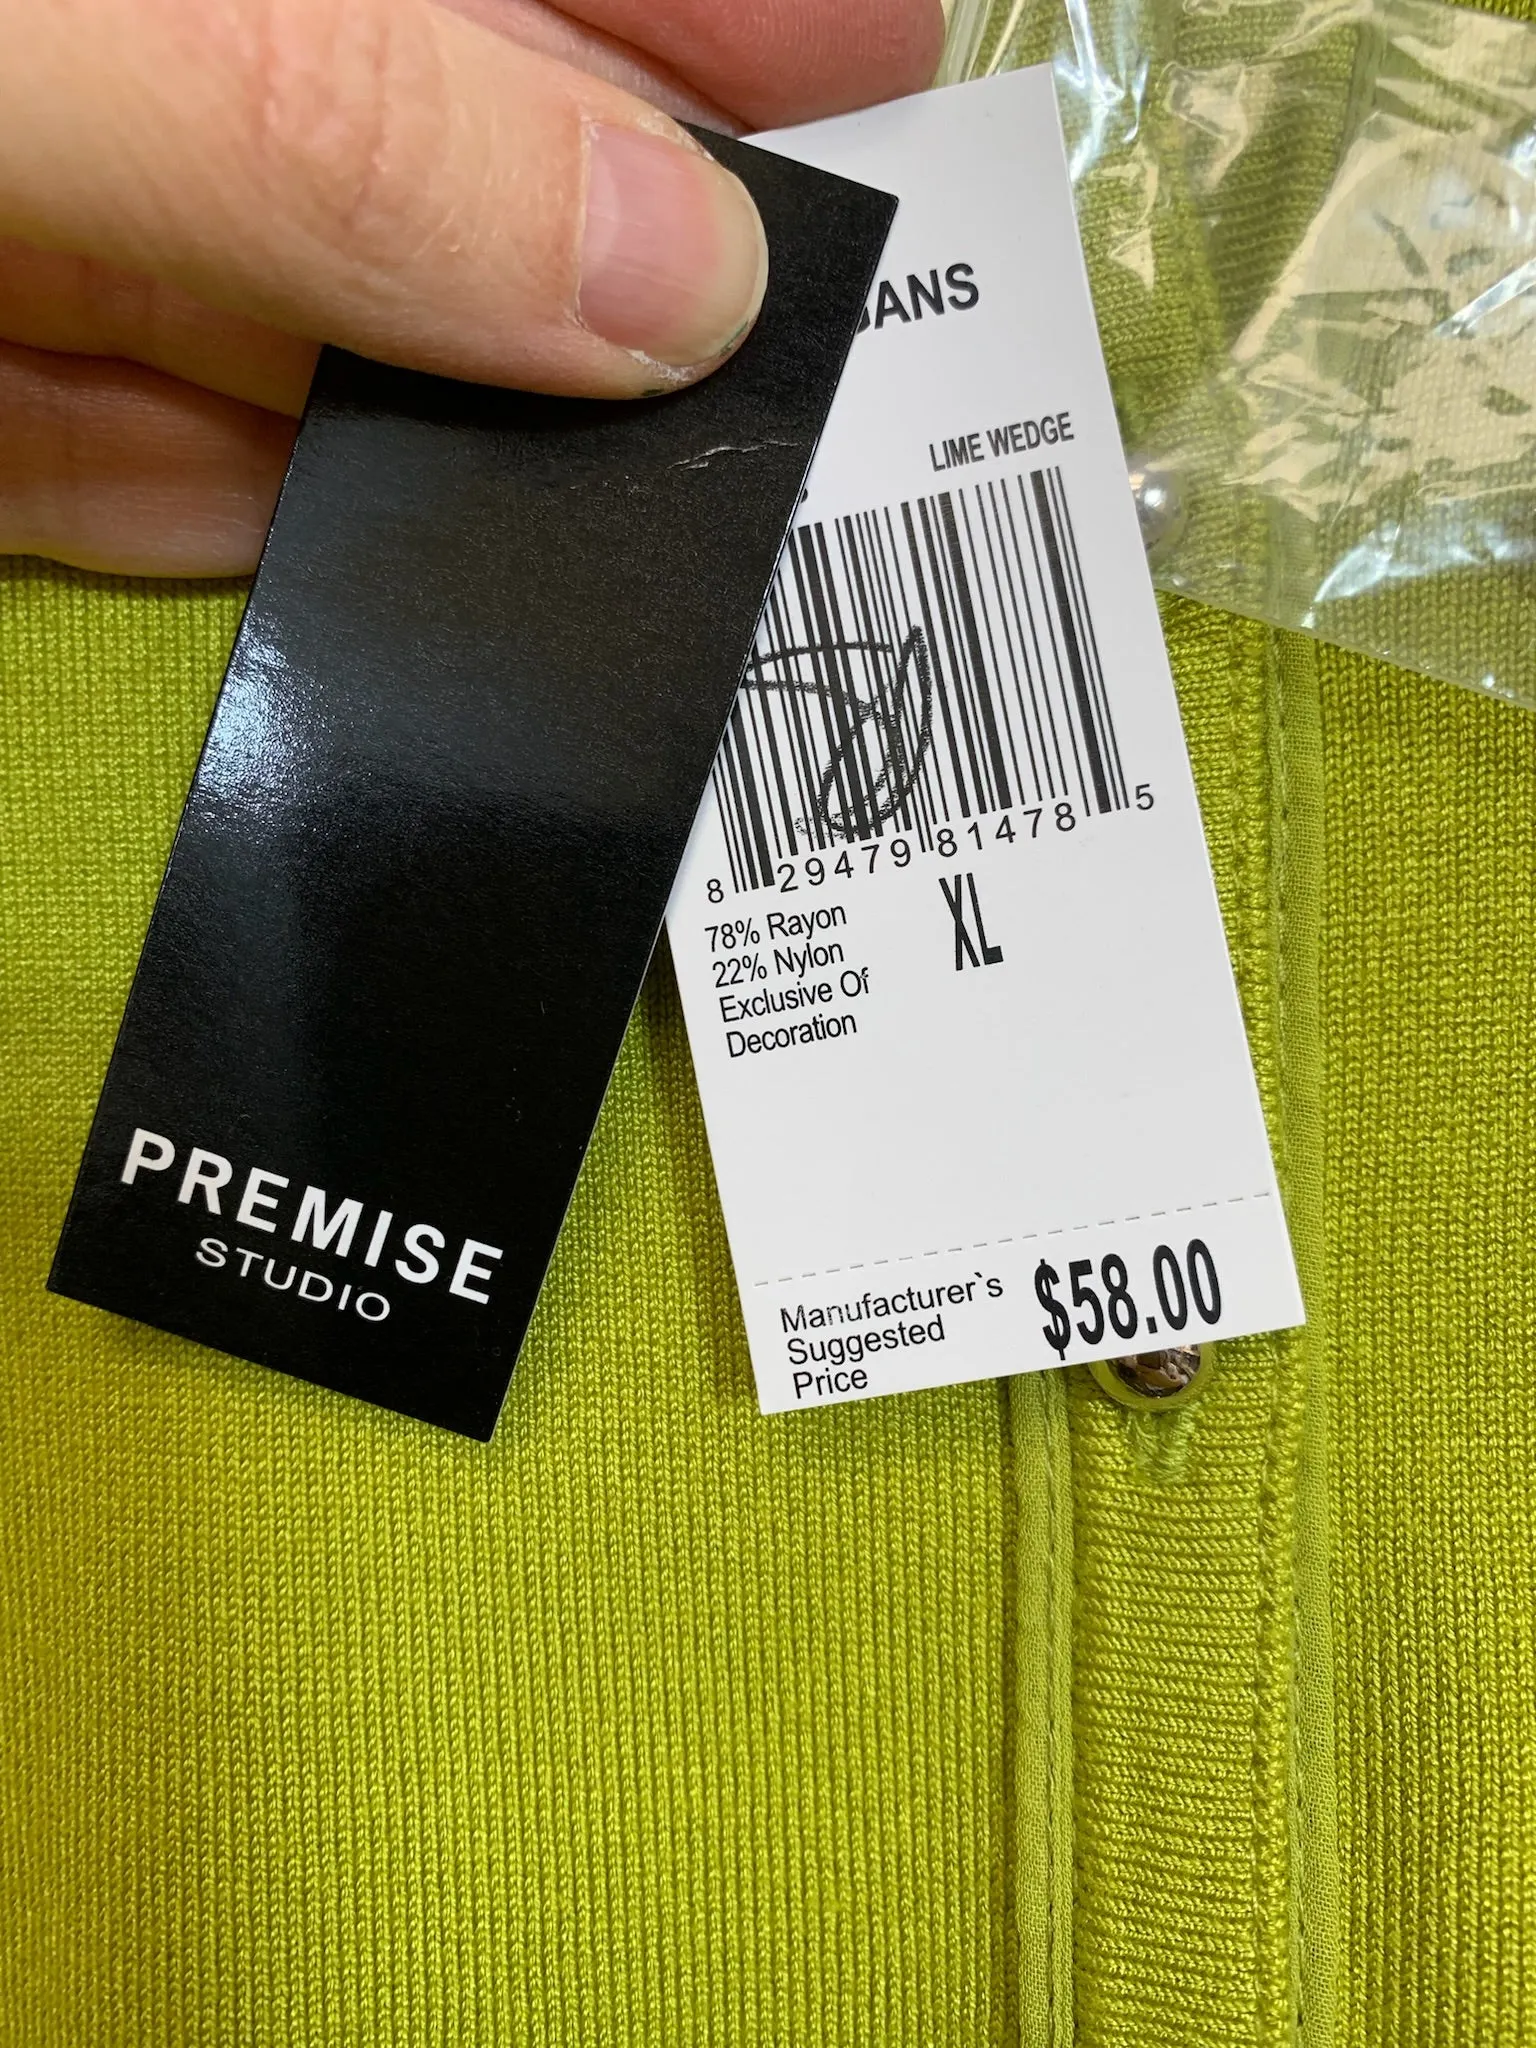 PREMISE
STUDIO
LIME WEDGE
8 29479 81478 5
78% Rayon
22% Nylon
Exclusive Of
Decoration
XL
Manufacturer`s
Suggested
Price
$58.00